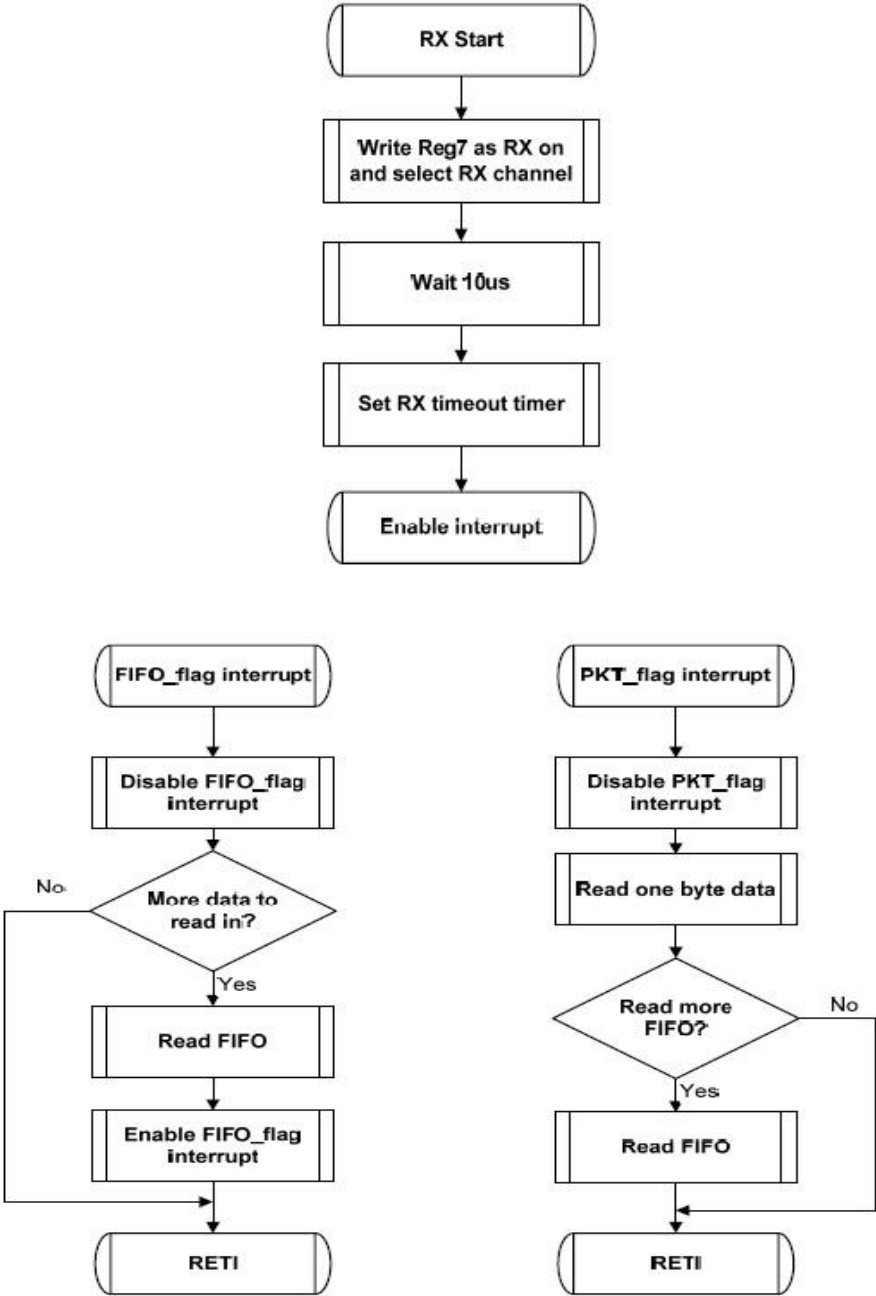 RX Start
Write Reg7 as RX on
and select RX channel
Wait 10us
Set RX timeout timer
Enable interrupt
FIFO_flag interrupt
Disable FIFO_flag
interrupt
No
More data to
read in?
Yes
Read FIFO
Enable FIFO_flag
interrupt
RETI
PKT_flag interrupt
Disable PKT_flag
interrupt
Read one byte data
Read more
FIFO?
No
Yes
Read FIFO
RETI